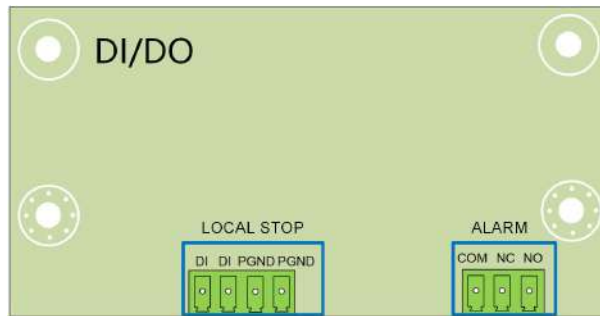 DI/DO
LOCAL STOP
DI DI PGND PGND
ALARM
COM NC NO